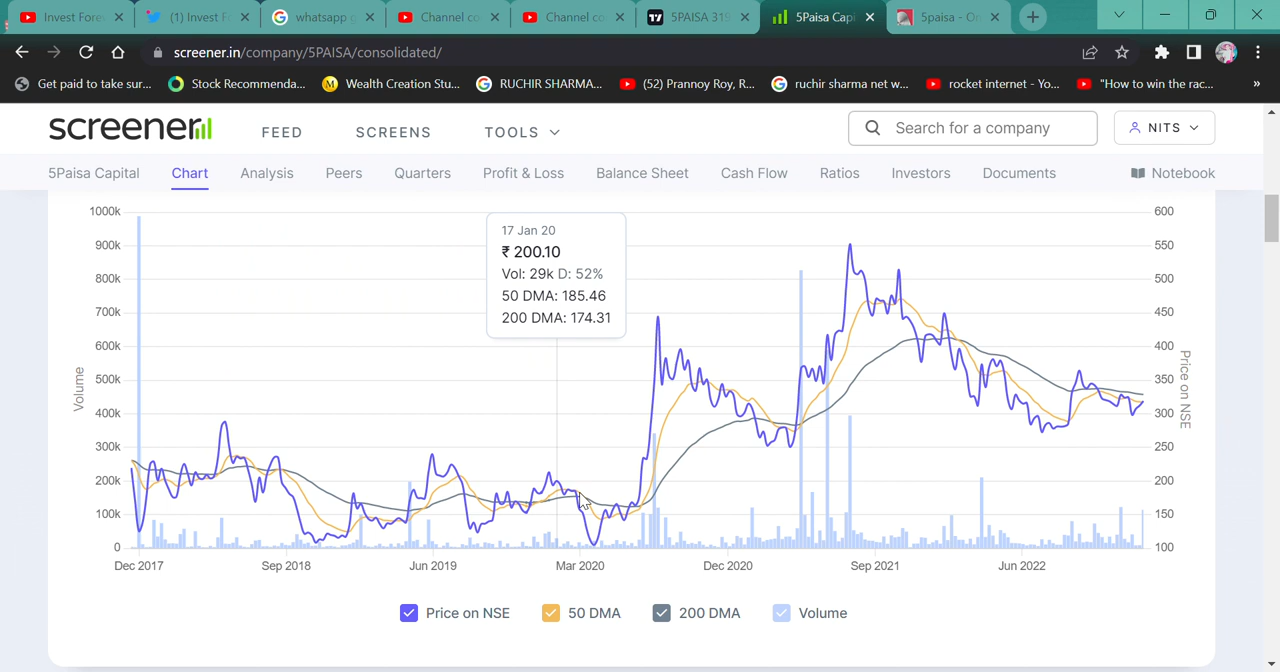 Invest Fore
(1) Invest F
whatsapp g
Channel co
Channel co
5PAISA 319
5Paisa Capi
5paisa - On
screener.in/company/5PAISA/consolidated/
Get paid to take sur...
Stock Recommenda...
Wealth Creation Stu...
RUCHIR SHARMA...
(52) Prannoy Roy, R...
ruchir sharma net w...
rocket internet - Yo...
"How to win the rac...
»
screener
FEED
SCREENS
TOOLS
Search for a company
NITS
5Paisa Capital
Chart
Analysis
Peers
Quarters
Profit & Loss
Balance Sheet
Cash Flow
Ratios
Investors
Documents
Notebook
1000k
900k
800k
700k
600k
500k
400k
300k
200k
100k
0
Volume
17 Jan 20
₹ 200.10
Vol: 29k D: 52%
50 DMA: 185.46
200 DMA: 174.31
600
550
500
450
400
350
300
250
200
150
100
Price on NSE
Dec 2017
Sep 2018
Jun 2019
Mar 2020
Dec 2020
Sep 2021
Jun 2022
Price on NSE
50 DMA
200 DMA
Volume